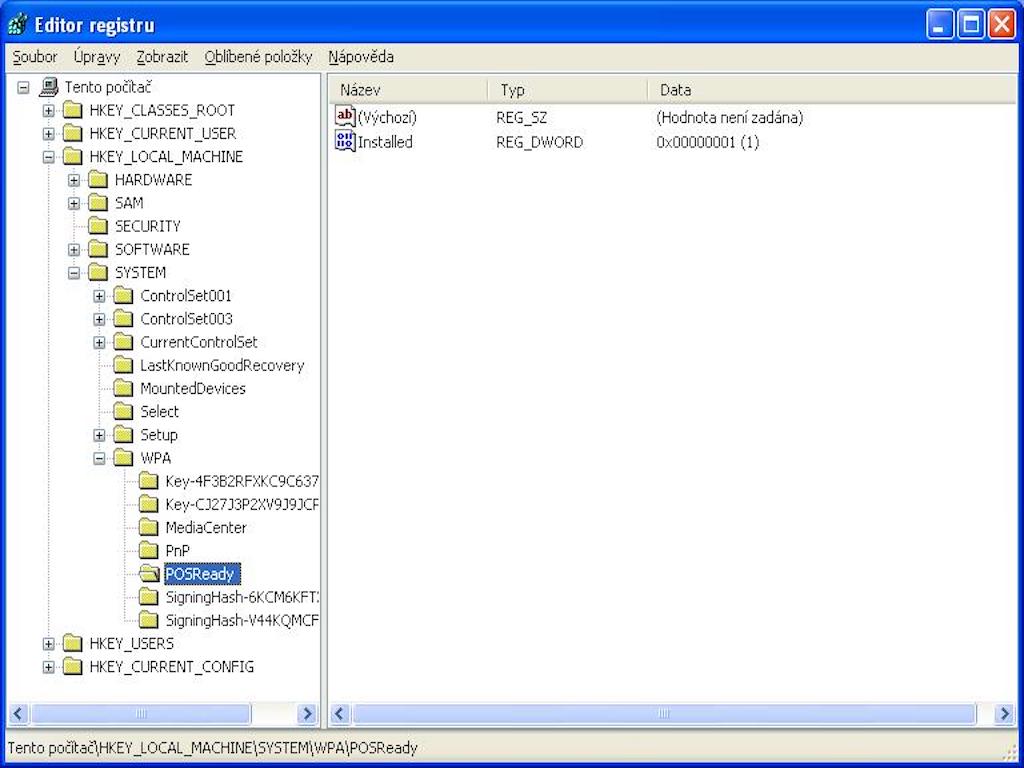 Editor registru
Soubor Úpravy Zobrazit Oblíbené položky Nápověda
Tento počítač
HKEY_CLASSES_ROOT
HKEY_CURRENT_USER
HKEY_LOCAL_MACHINE
HARDWARE
SAM
SECURITY
SOFTWARE
SYSTEM
ControlSet001
ControlSet003
CurrentControlSet
LastKnownGoodRecovery
MountedDevices
Select
Setup
WPA
Key-4F3B2RFXKC9C637
Key-CJ27J3P2XV9J9JCF
MediaCenter
PnP
POSReady
SigningHash-6KCM6KFT
SigningHash-V44KQMCF
HKEY_USERS
HKEY_CURRENT_CONFIG
Název Typ Data
(Výchozí) REG_SZ (Hodnota není zadána)
Installed REG_DWORD 0x00000001 (1)
Tento počítač\HKEY_LOCAL_MACHINE\SYSTEM\WPA\POSReady